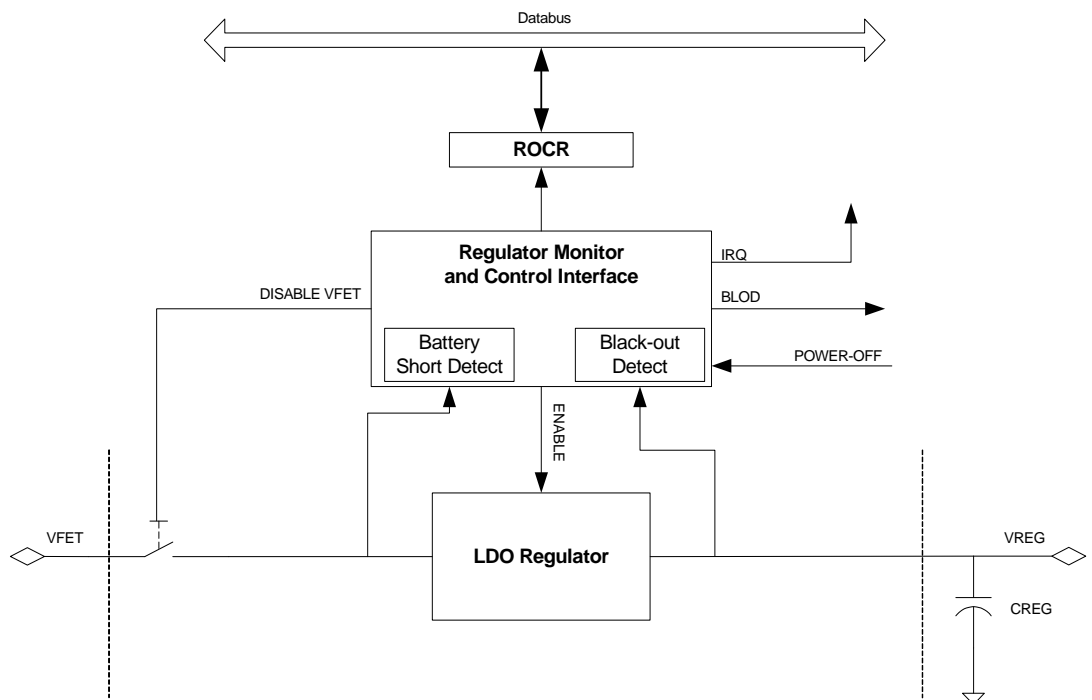 Databus
ROCR
Regulator Monitor
and Control Interface
IRQ
DISABLE VFET
BLOD
Battery
Short Detect
Black-out
Detect
POWER-OFF
ENABLE
VFET
LDO Regulator
VREG
CREG